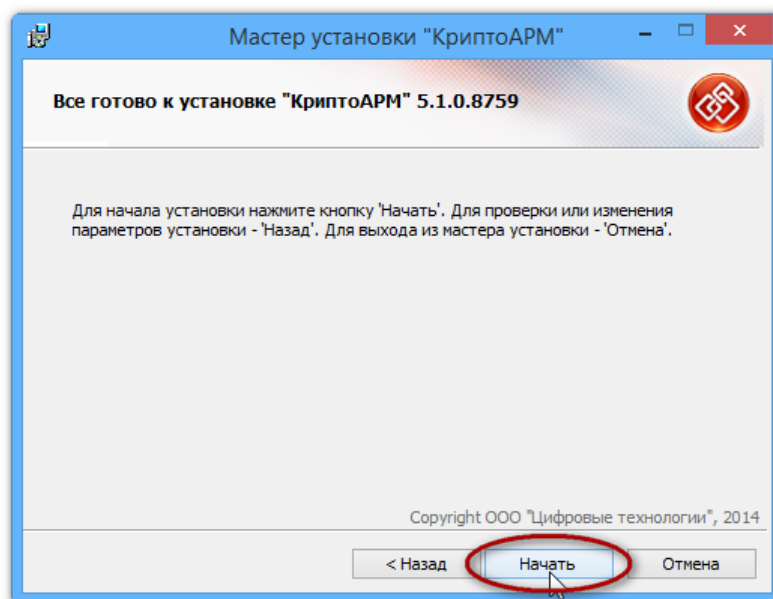 Мастер установки "КриптоАРМ"
Все готово к установке "КриптоАРМ" 5.1.0.8759
Для начала установки нажмите кнопку 'Начать'. Для проверки или изменения
параметров установки - 'Назад'. Для выхода из мастера установки - 'Отмена'.
Copyright ООО "Цифровые технологии", 2014
< Назад Начать Отмена